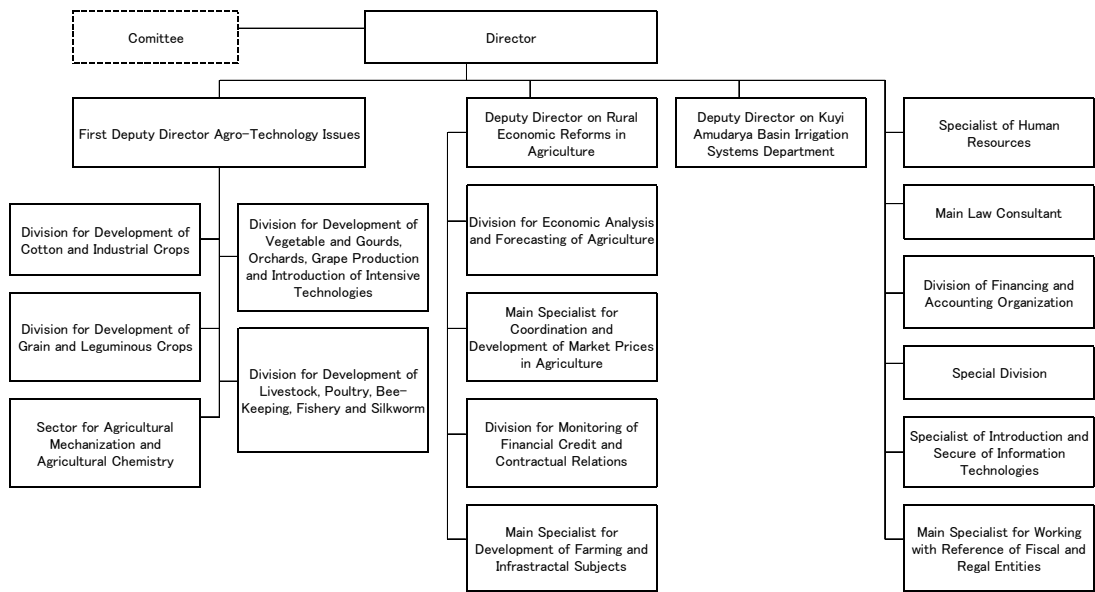 Comittee
Director
First Deputy Director Agro-Technology Issues
Deputy Director on Rural
Economic Reforms in
Agriculture
Deputy Director on Kuyi
Amudarya Basin Irrigation
Systems Department
Specialist of Human
Resources
Division for Development of
Cotton and Industrial Crops
Division for Development of
Vegetable and Gourds,
Orchards, Grape Production
and Introduction of Intensive
Technologies
Division for Economic Analysis
and Forecasting of Agriculture
Main Law Consultant
Division of Financing and
Accounting Organization
Division for Development of
Grain and Leguminous Crops
Division for Development of
Livestock, Poultry, Bee-
Keeping, Fishery and Silkworm
Main Specialist for
Coordination and
Development of Market Prices
in Agriculture
Special Division
Sector for Agricultural
Mechanization and
Agricultural Chemistry
Division for Monitoring of
Financial Credit and
Contractual Relations
Specialist of Introduction and
Secure of Information
Technologies
Main Specialist for
Development of Farming and
Infrastractal Subjects
Main Specialist for Working
with Reference of Fiscal and
Regal Entities